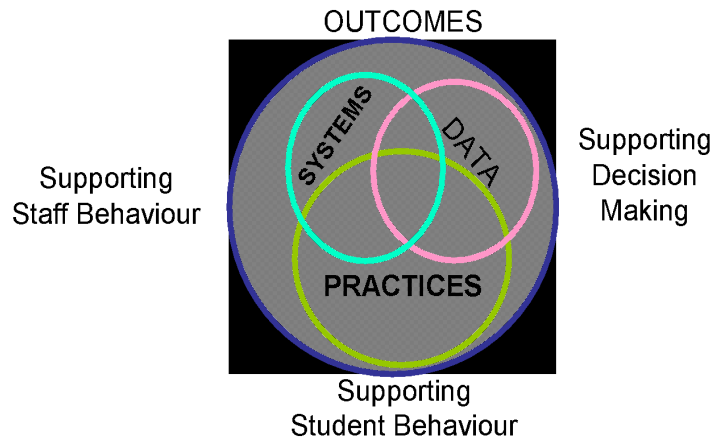 OUTCOMES
SYSTEMS
DATA
Supporting
Decision
Making
Supporting
Staff Behaviour
PRACTICES
Supporting
Student Behaviour